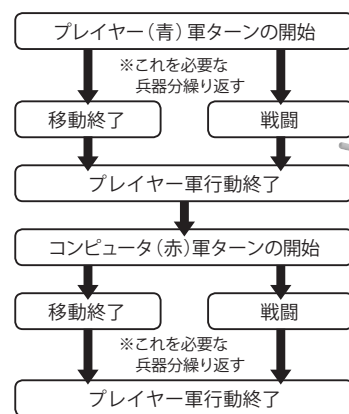 プレイヤー（青）軍ターンの開始
※これを必要な
兵器分繰り返す
移動終了
戦闘
プレイヤー軍行動終了
コンピュータ（赤）軍ターンの開始
移動終了
戦闘
※これを必要な
兵器分繰り返す
プレイヤー軍行動終了